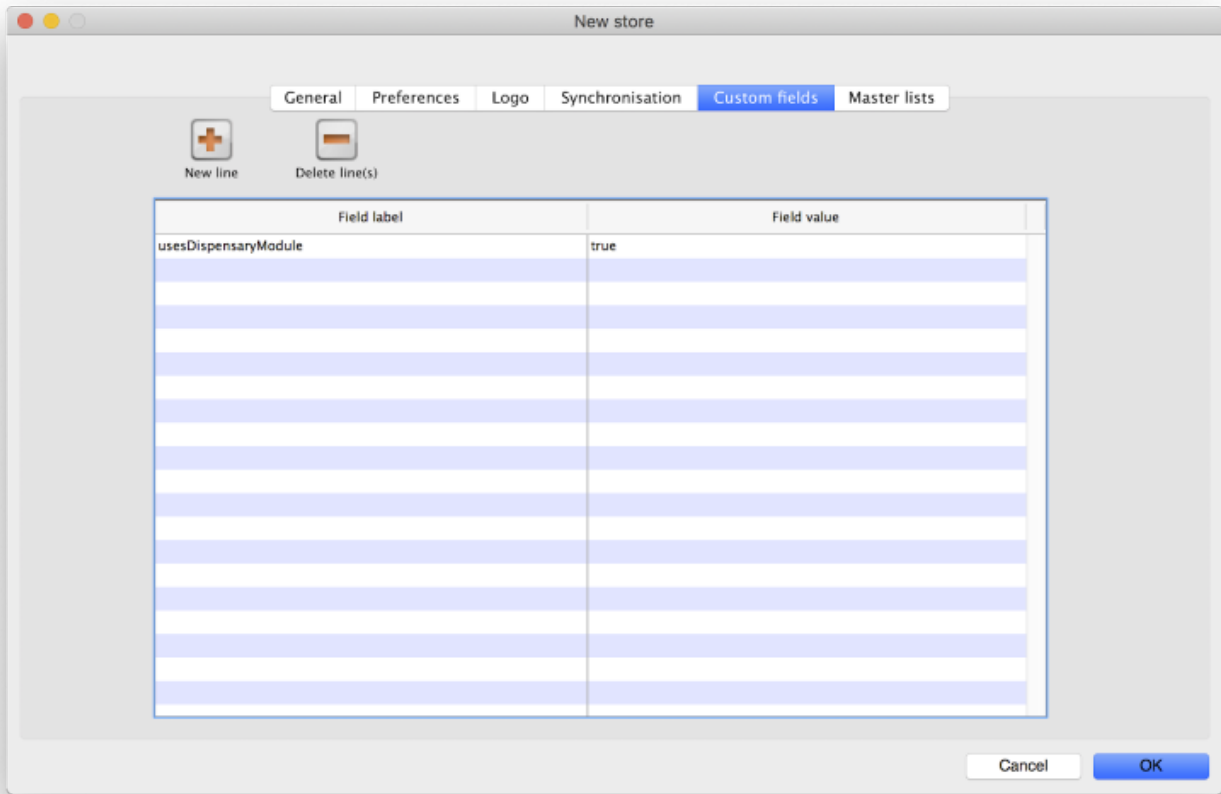 New store
General Preferences Logo Synchronisation Custom fields Master lists
New line Delete line(s)
Field label Field value
usesDispensaryModule true
Cancel OK